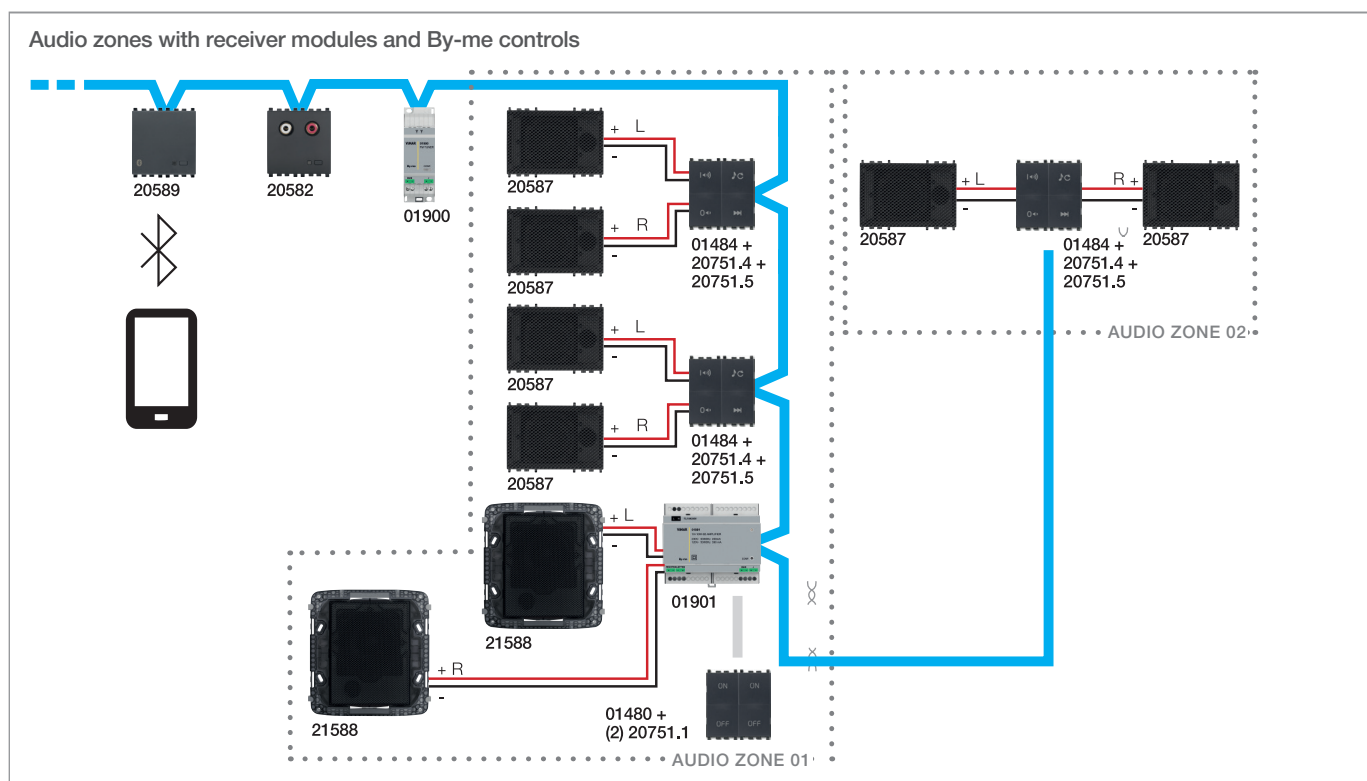 Audio zones with receiver modules and By-me controls
20589
20582
01900
+ L
-
20587
+ R
-
20587
01484 +
20751.4 +
20751.5
+ L
-
20587
+ R
-
20587
01484 +
20751.4 +
20751.5
+ L
-
21588
01901
+ R
-
21588
ON ON
OFF OFF
01480 +
(2) 20751.1
AUDIO ZONE 01
+ L
-
20587
R +
-
20587
01484 +
20751.4 +
20751.5
AUDIO ZONE 02